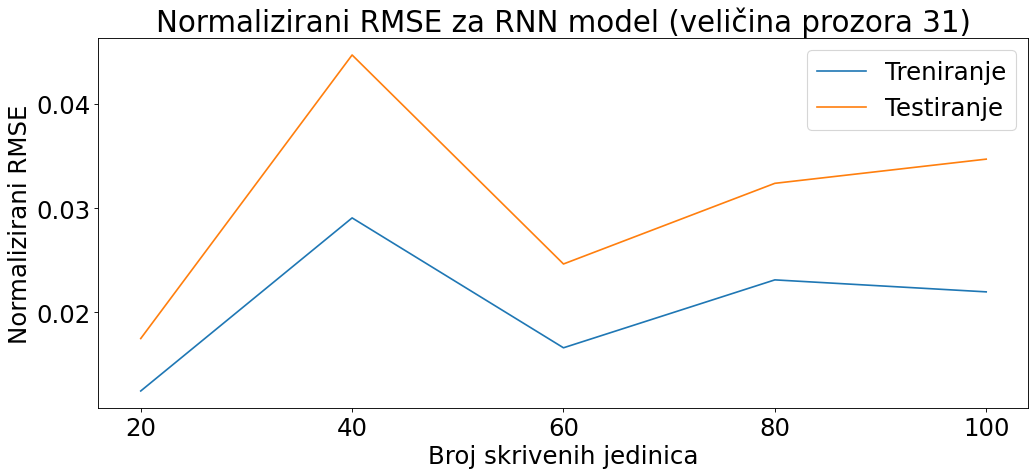 Normalizirani RMSE za RNN model (veličina prozora 31)
Treniranje
Testiranje
Normalizirani RMSE
0.04
0.03
0.02
20 40 60 80 100
Broj skrivenih jedinica